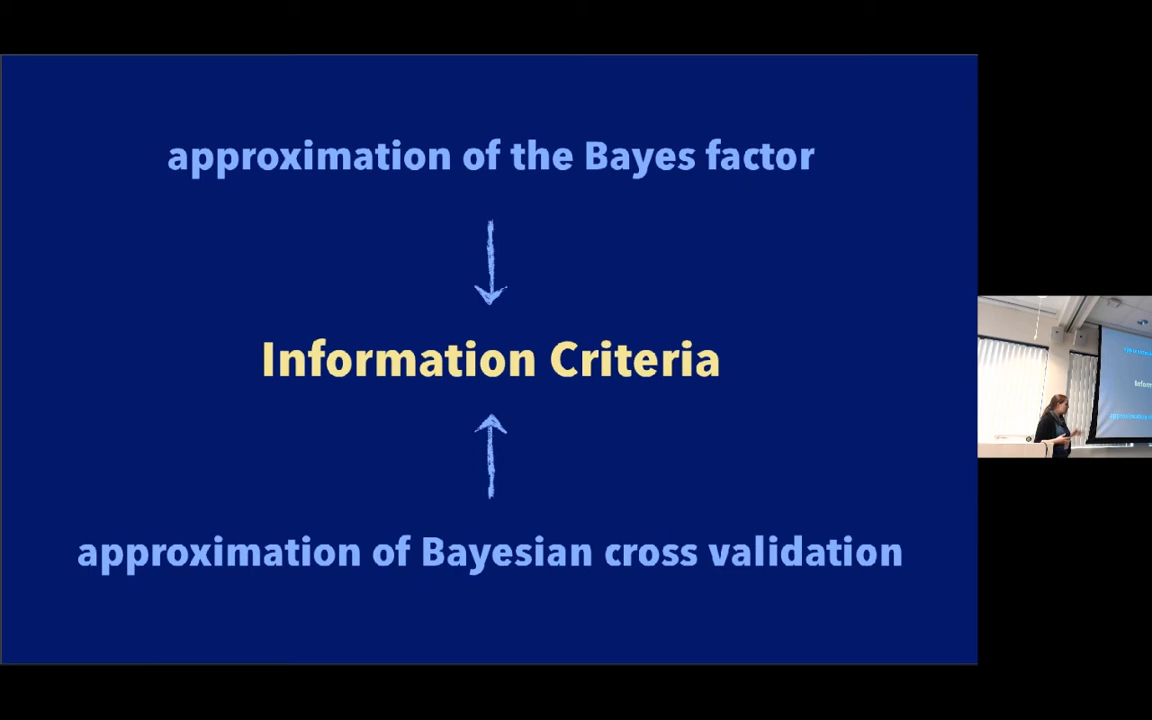 approximation of the Bayes factor
Information Criteria
approximation of Bayesian cross validation